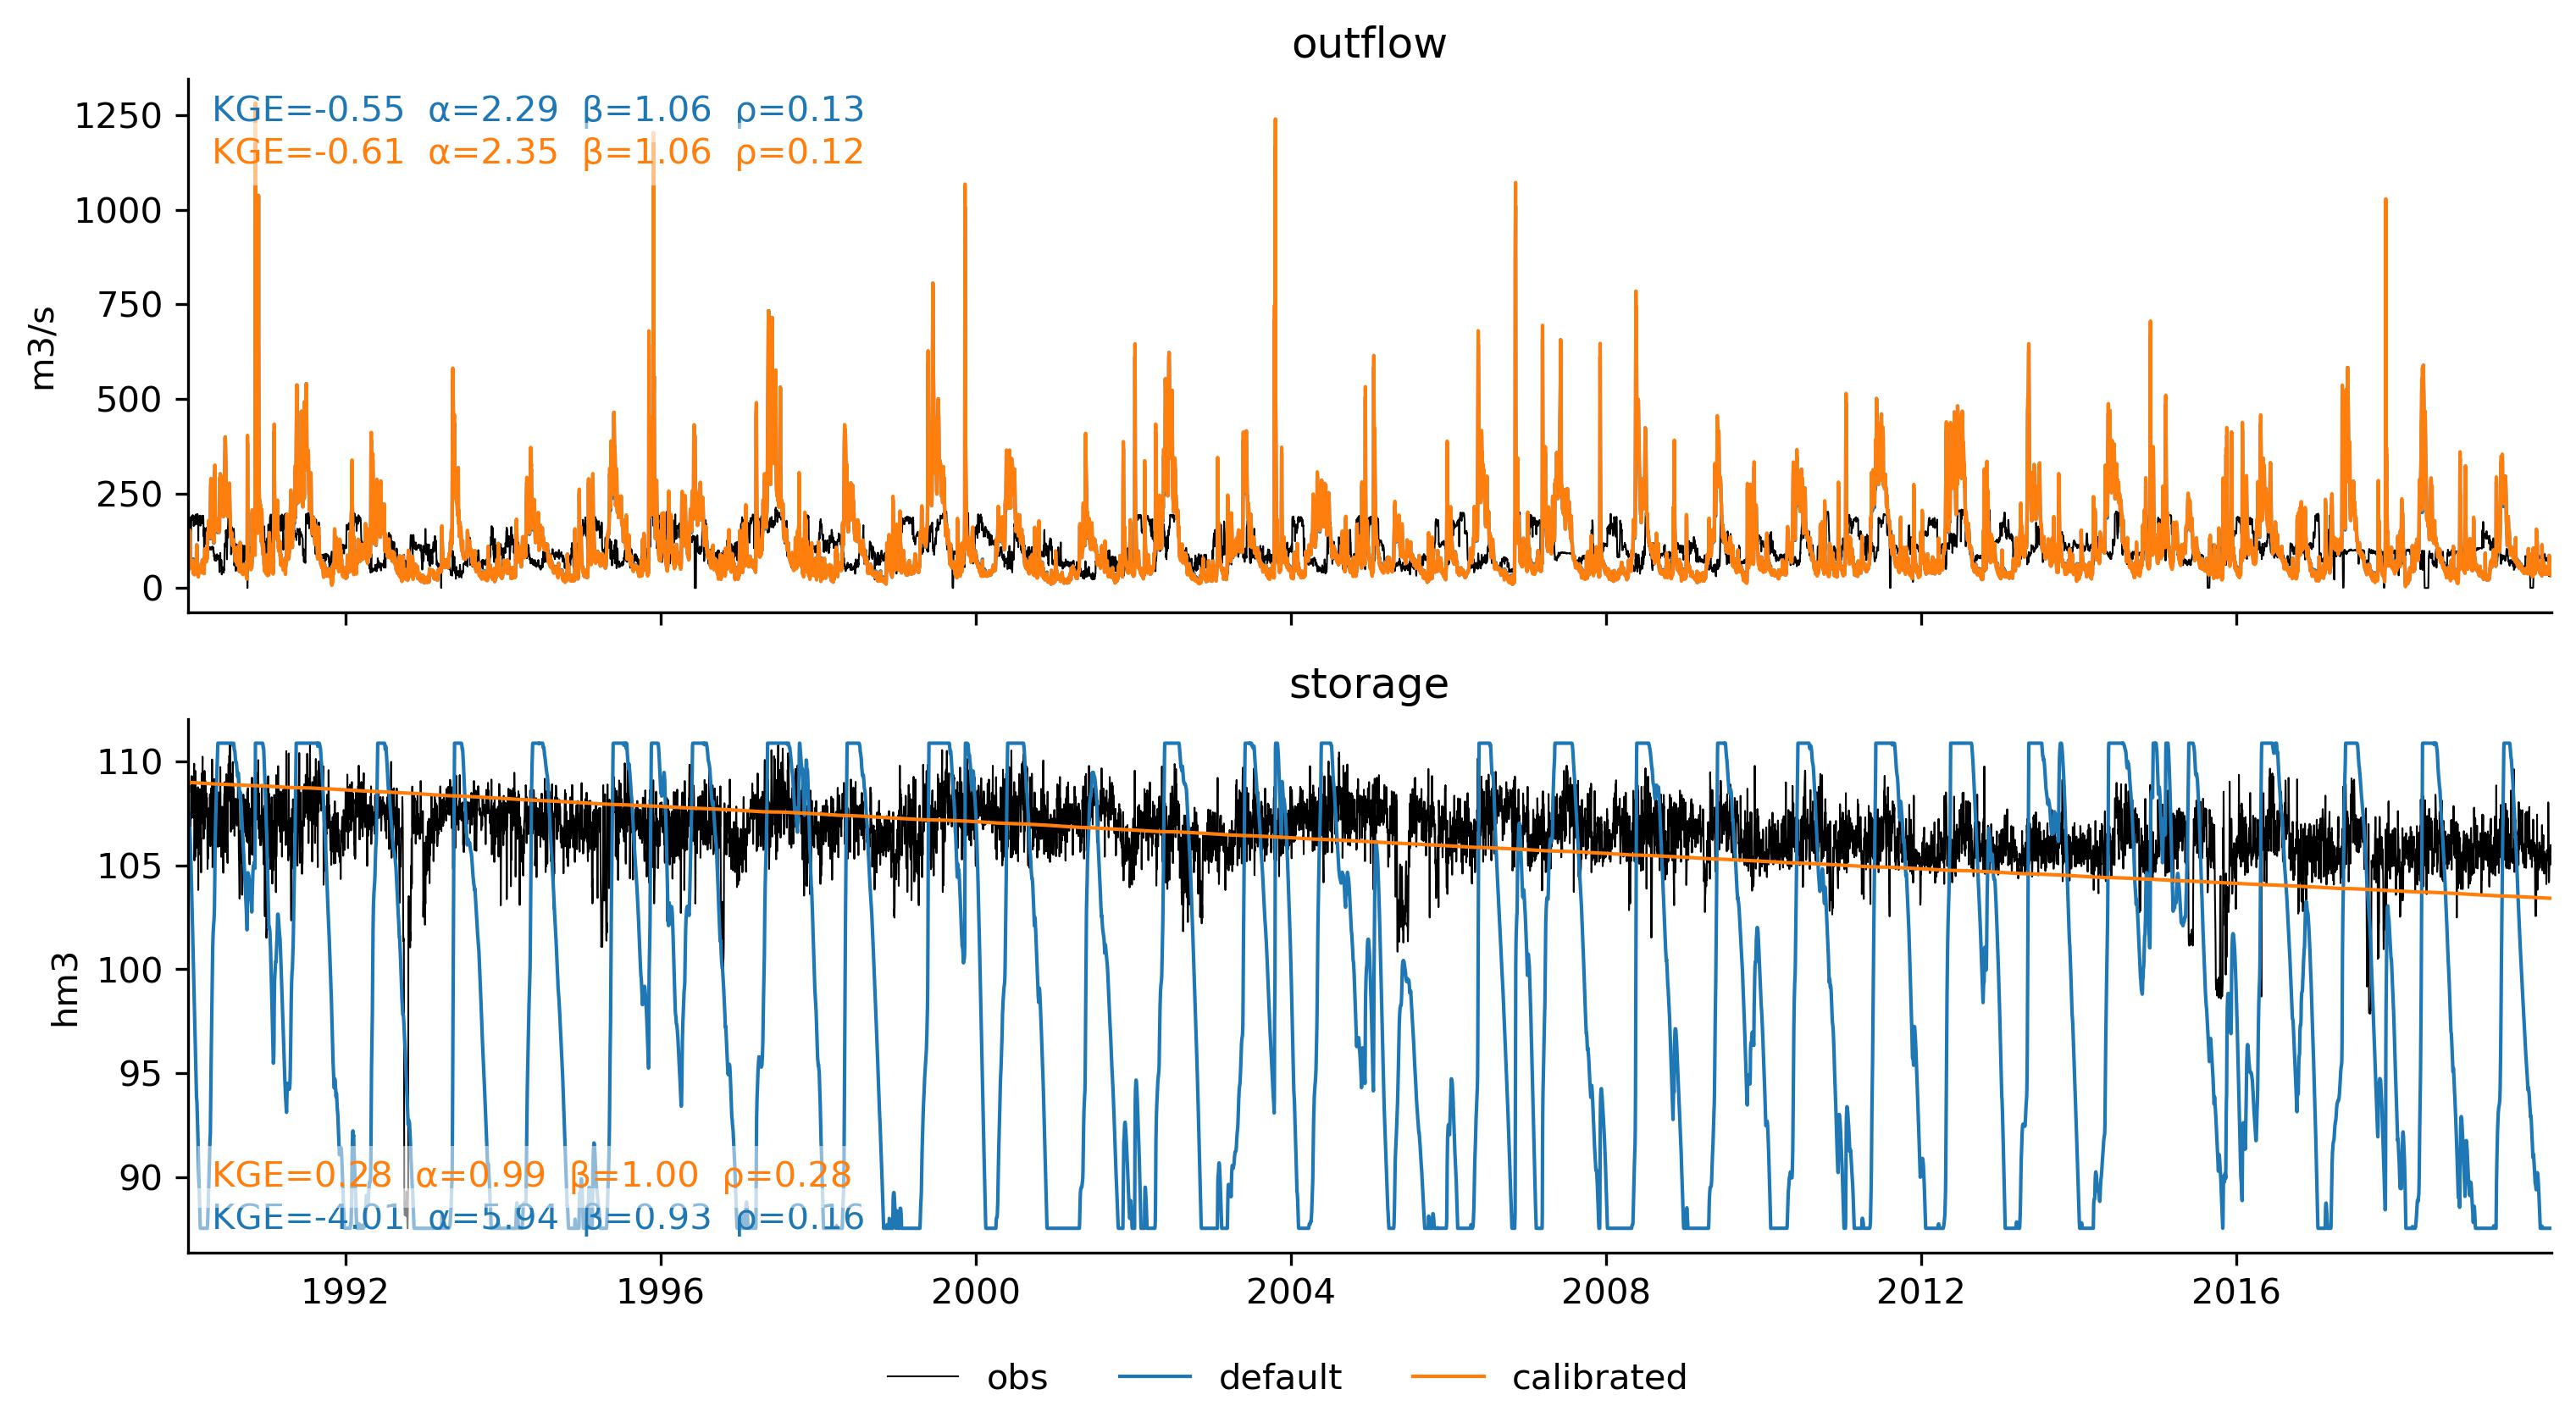 outflow
KGE=-0.55 α=2.29 β=1.06 ρ=0.13
KGE=-0.61 α=2.35 β=1.06 ρ=0.12
1250
1000
750
500
250
0
m3/s
storage
110
105
100
95
90
hm3
KGE=0.28 α=0.99 β=1.00 ρ=0.28
KGE=-4.01 α=5.94 β=0.93 ρ=0.16
1992 1996 2000 2004 2008 2012 2016
obs default calibrated